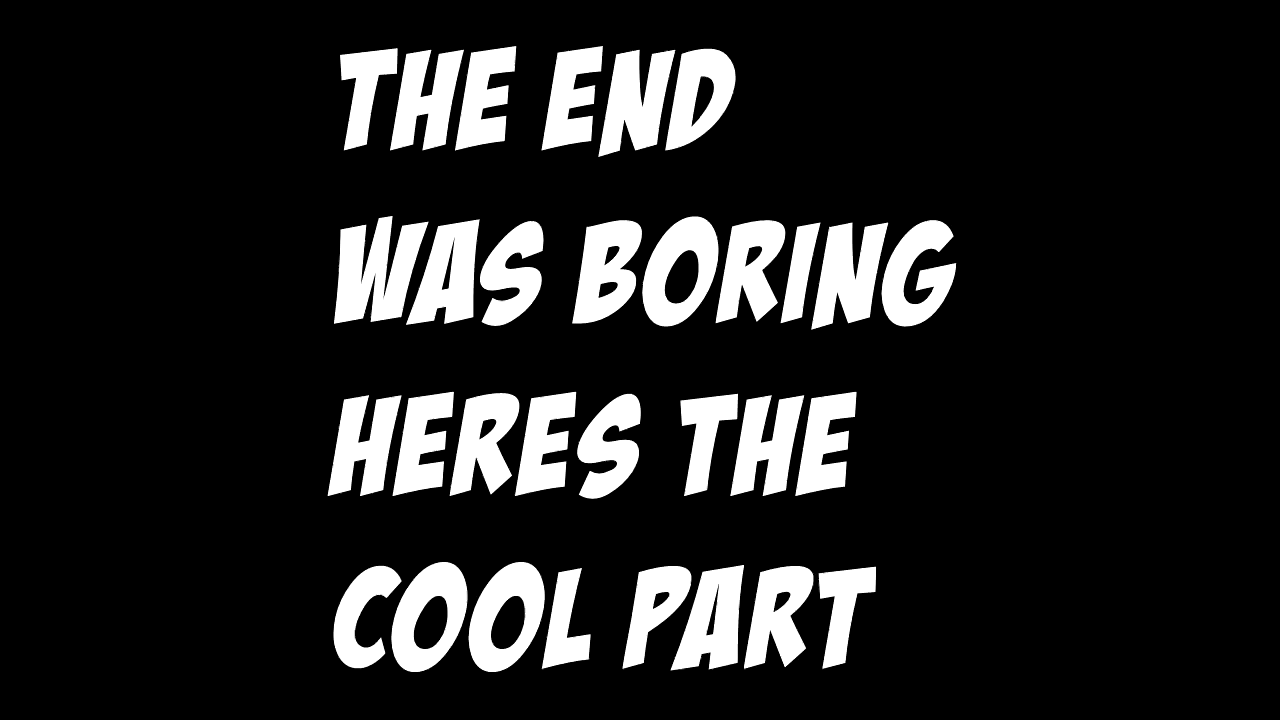 THE END
WAS BORING
HERES THE
COOL PART